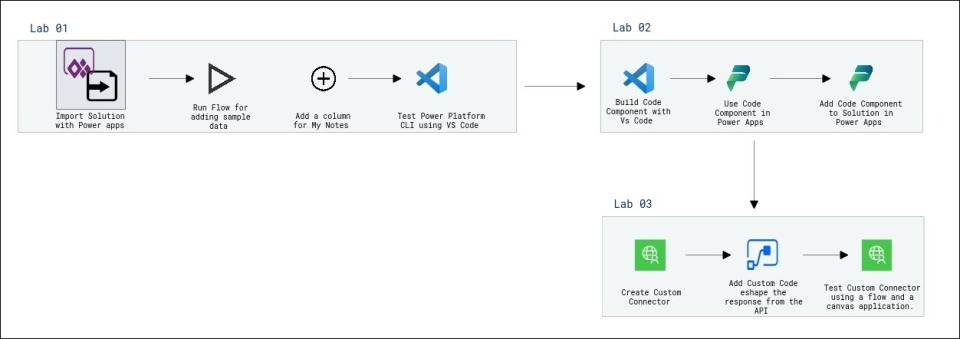 Lab 01
Import Solution
with Power apps
Run Flow for
adding sample
data
Add a column
for My Notes
Test Power Platform
CLI using VS Code
Lab 02
Build Code
Component with
Vs Code
Use Code
Component in
Power Apps
Add Code Component
to Solution in
Power Apps
Lab 03
Create Custom
Connector
Add Custom Code
eshape the
response from the
API
Test Custom Connector
using a flow and a
canvas application.